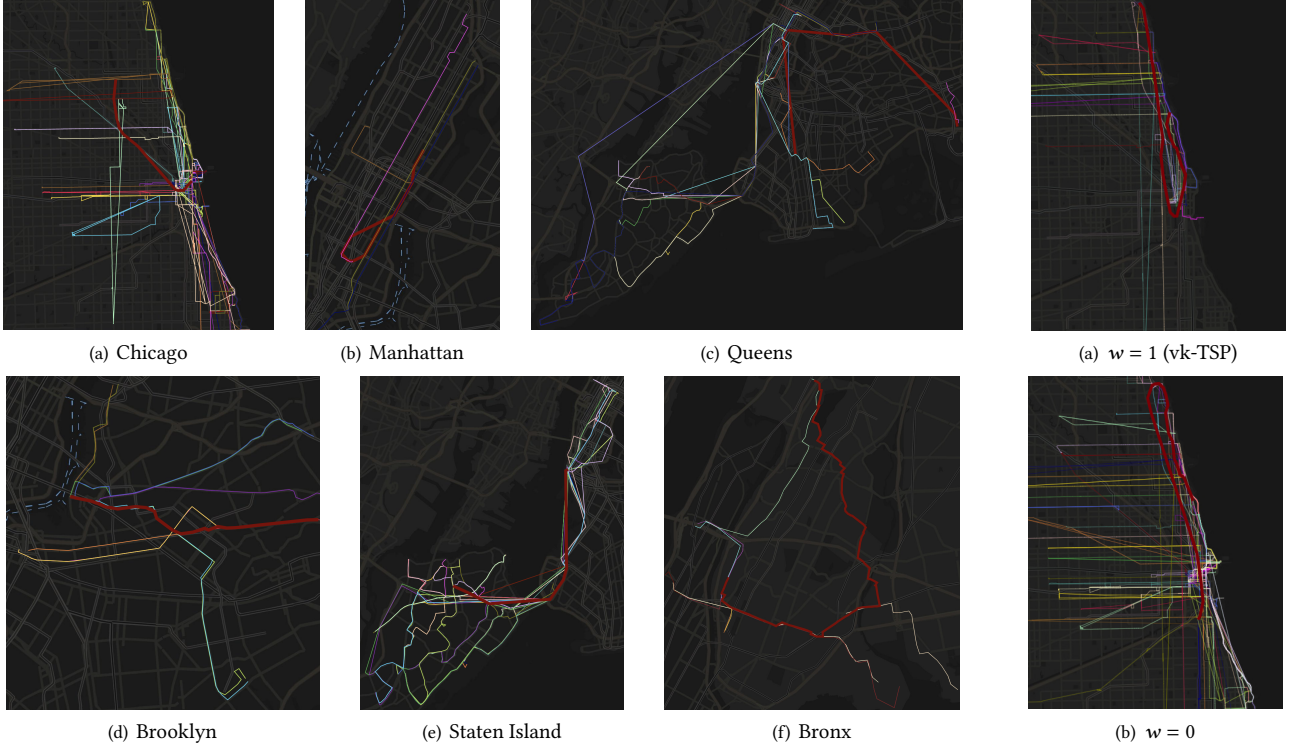 (a) Chicago
(b) Manhattan
(c) Queens
(a) w = 1 (vk-TSP)
(d) Brooklyn
(e) Staten Island
(f) Bronx
(b) w = 0